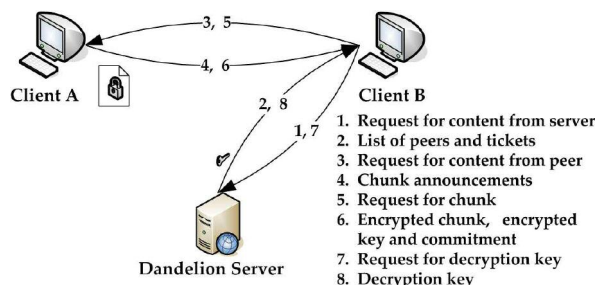 3, 5
4, 6
Client A
Client B
2, 8
1,7
1. Request for content from server
2. List of peers and tickets
3. Request for content from peer
4. Chunk announcements
5. Request for chunk
6. Encrypted chunk, encrypted
key and commitment
7. Request for decryption key
8. Decryption key
Dandelion Server